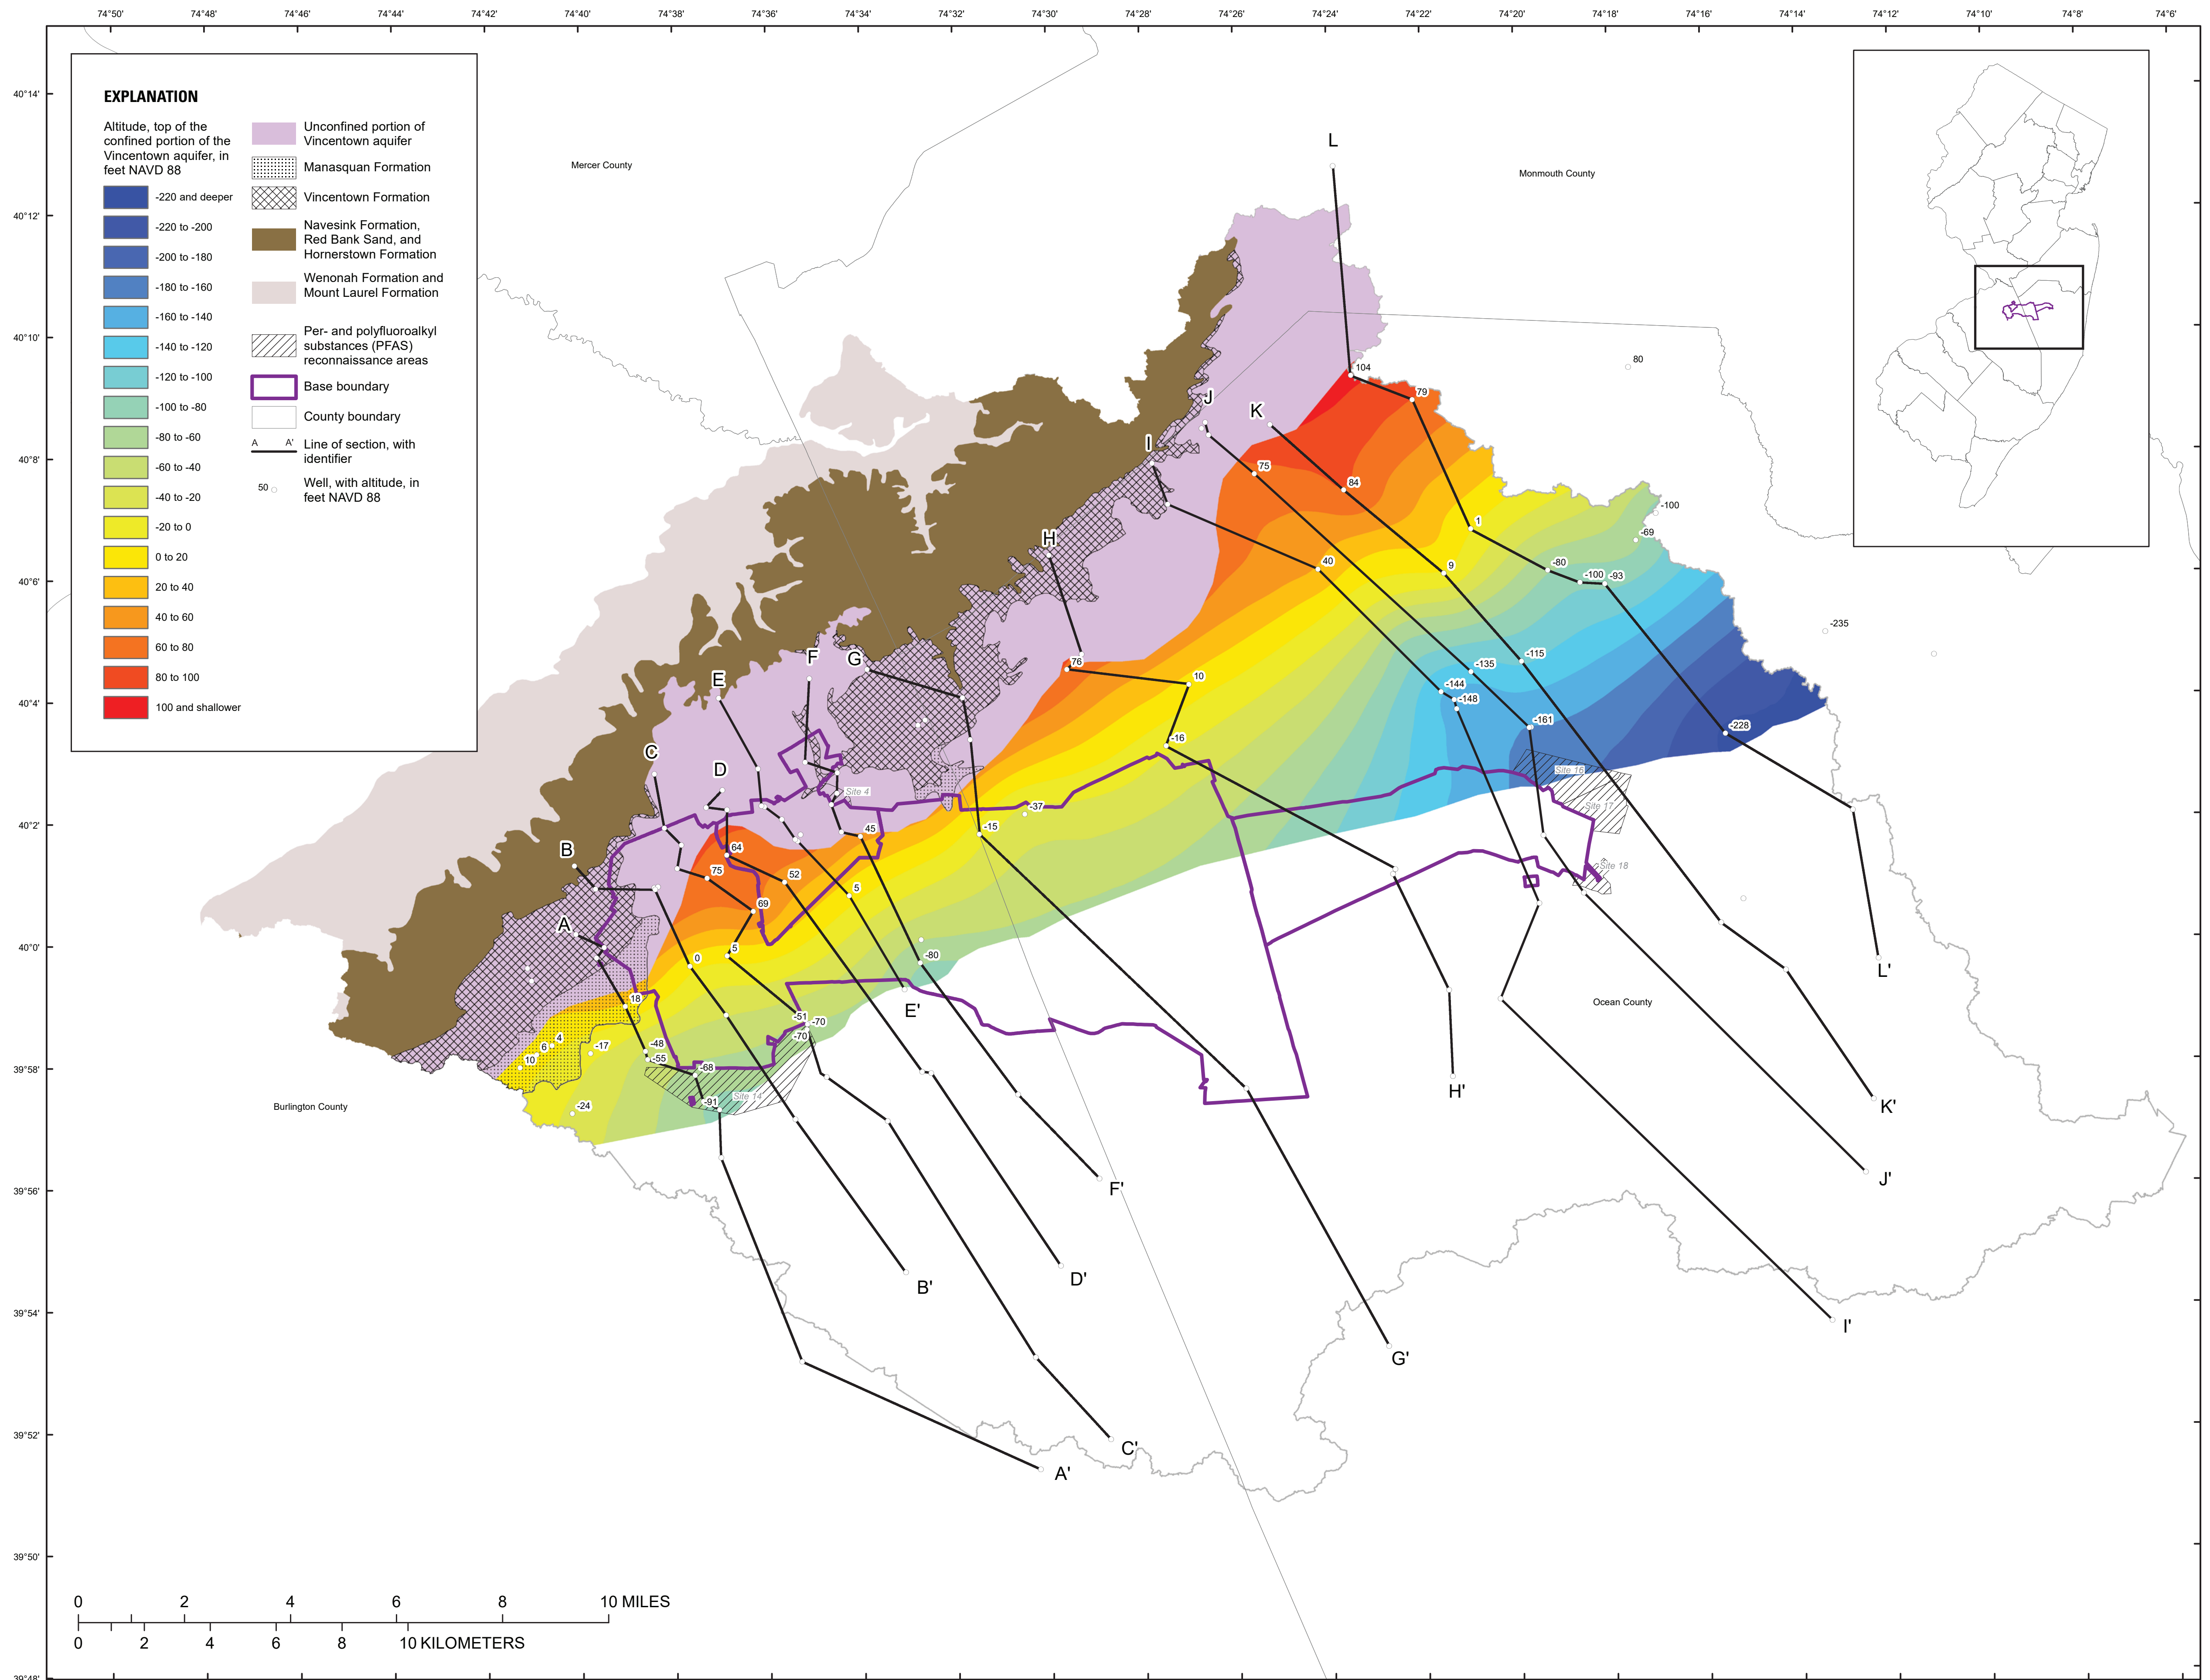 74°50'
74°48'
74°46'
74°44'
74°42'
74°40'
74°38'
74°36'
74°34'
74°32'
74°30'
74°28'
74°26'
74°24'
74°22'
74°20'
74°18'
74°16'
74°14'
74°12'
74°10'
74°8'
74°6'
40°14'
40°12'
40°10'
40°8'
40°6'
40°4'
40°2'
40°0'
39°58'
39°56'
39°54'
39°52'
39°50'
39°48'
EXPLANATION
Altitude, top of the
confined portion of the
Vincentown aquifer, in
feet NAVD 88
-220 and deeper
-220 to -200
-200 to -180
-180 to -160
-160 to -140
-140 to -120
-120 to -100
-100 to -80
-80 to -60
-60 to -40
-40 to -20
-20 to 0
0 to 20
20 to 40
40 to 60
60 to 80
80 to 100
100 and shallower
Unconfined portion of
Vincentown aquifer
Manasquan Formation
Vincentown Formation
Navesink Formation,
Red Bank Sand, and
Hornerstown Formation
Wenonah Formation and
Mount Laurel Formation
Per- and polyfluoroalkyl
substances (PFAS)
reconnaissance areas
Base boundary
County boundary
A A'
Line of section, with
identifier
50
Well, with altitude, in
feet NAVD 88
Mercer County
Monmouth County
L
80
104
79
J
K
I
75
84
-100
1
-69
H
40
9
-80
-100
-93
-235
F
G
76
-115
-135
E
10
-144
-148
-161
-228
C
-16
D
Site 16
Site 4
Site 17
-37
45
-15
B
64
Site 18
75
52
5
69
A
5
0
-80
L'
18
E'
Ocean County
-51
-70
-70
4
6
-17
-48
10
-55
-68
H'
-91
Site 14
-24
Burlington County
K'
J'
F'
D'
B'
I'
G'
C'
A'
0 2 4 6 8 10 MILES
0 2 4 6 8 10 KILOMETERS